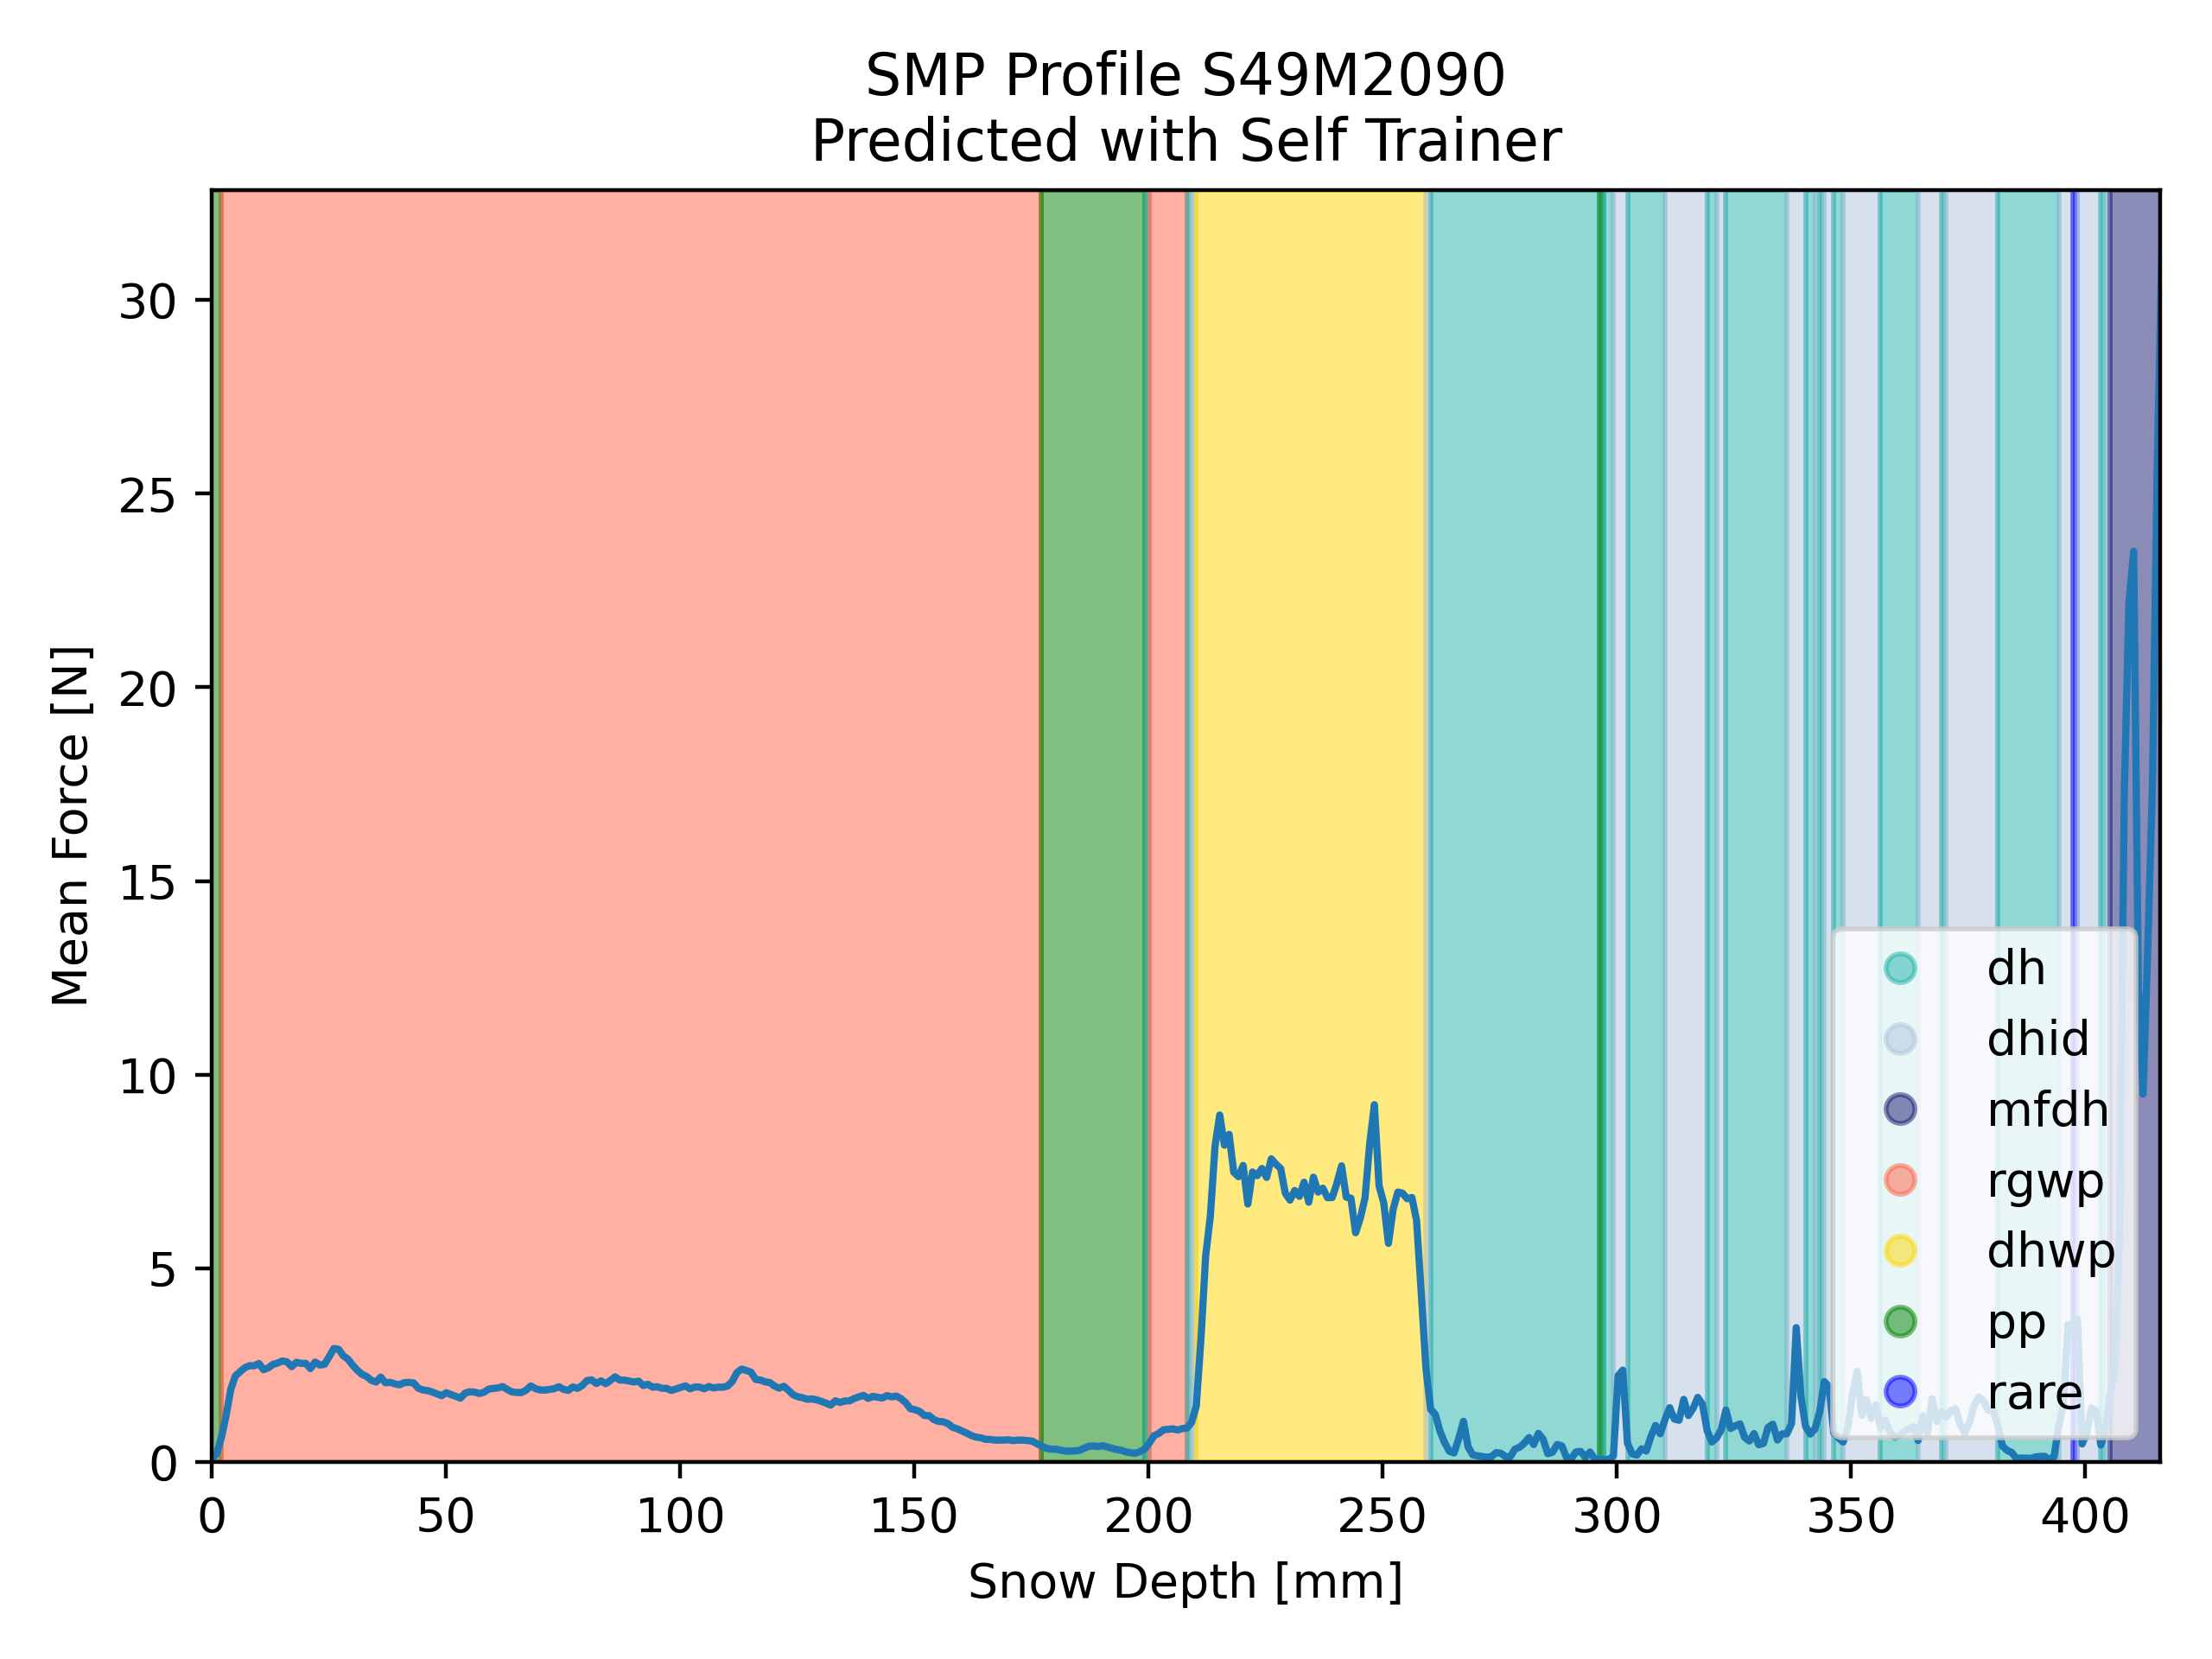 SMP Profile S49M2090
Predicted with Self Trainer
Mean Force [N]
30
25
20
15
10
5
0
dh
dhid
mfdh
rgwp
dhwp
pp
rare
0 50 100 150 200 250 300 350 400
Snow Depth [mm]